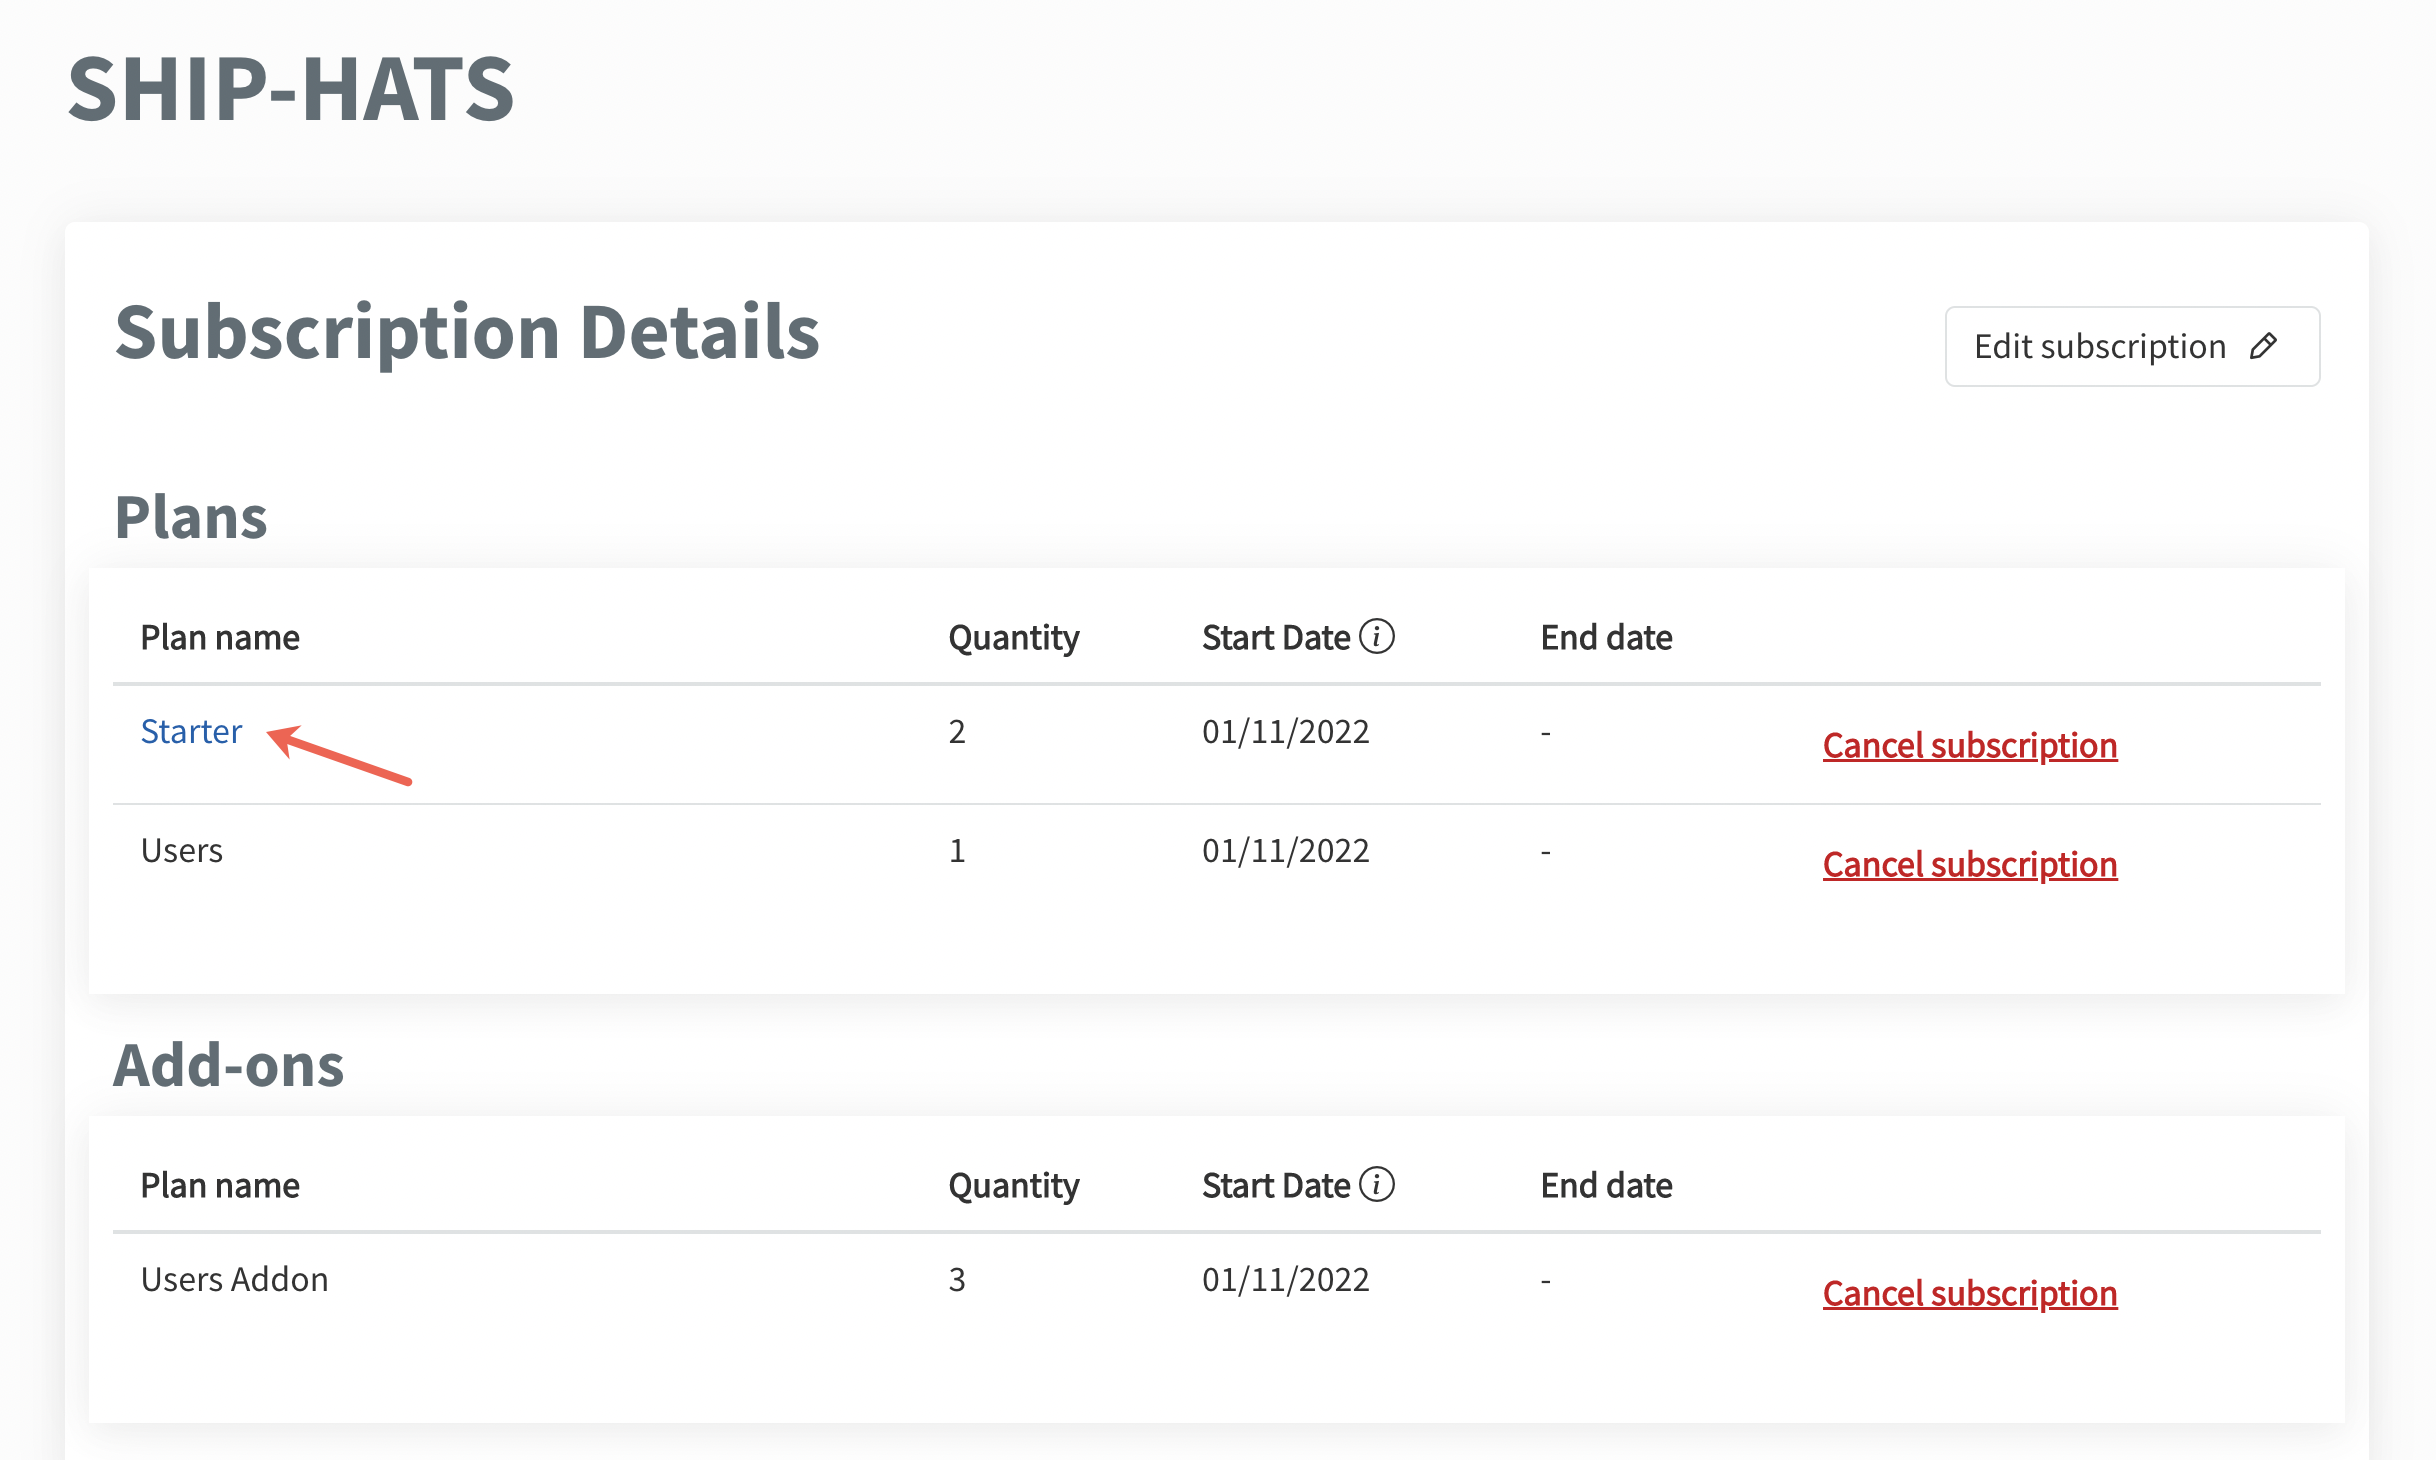 SHIP-HATS
Subscription Details
Edit subscription
Plans
Plan name Quantity Start Date i End date
Starter 2 01/11/2022 - Cancel subscription
Users 1 01/11/2022 - Cancel subscription
Add-ons
Plan name Quantity Start Date i End date
Users Addon 3 01/11/2022 - Cancel subscription